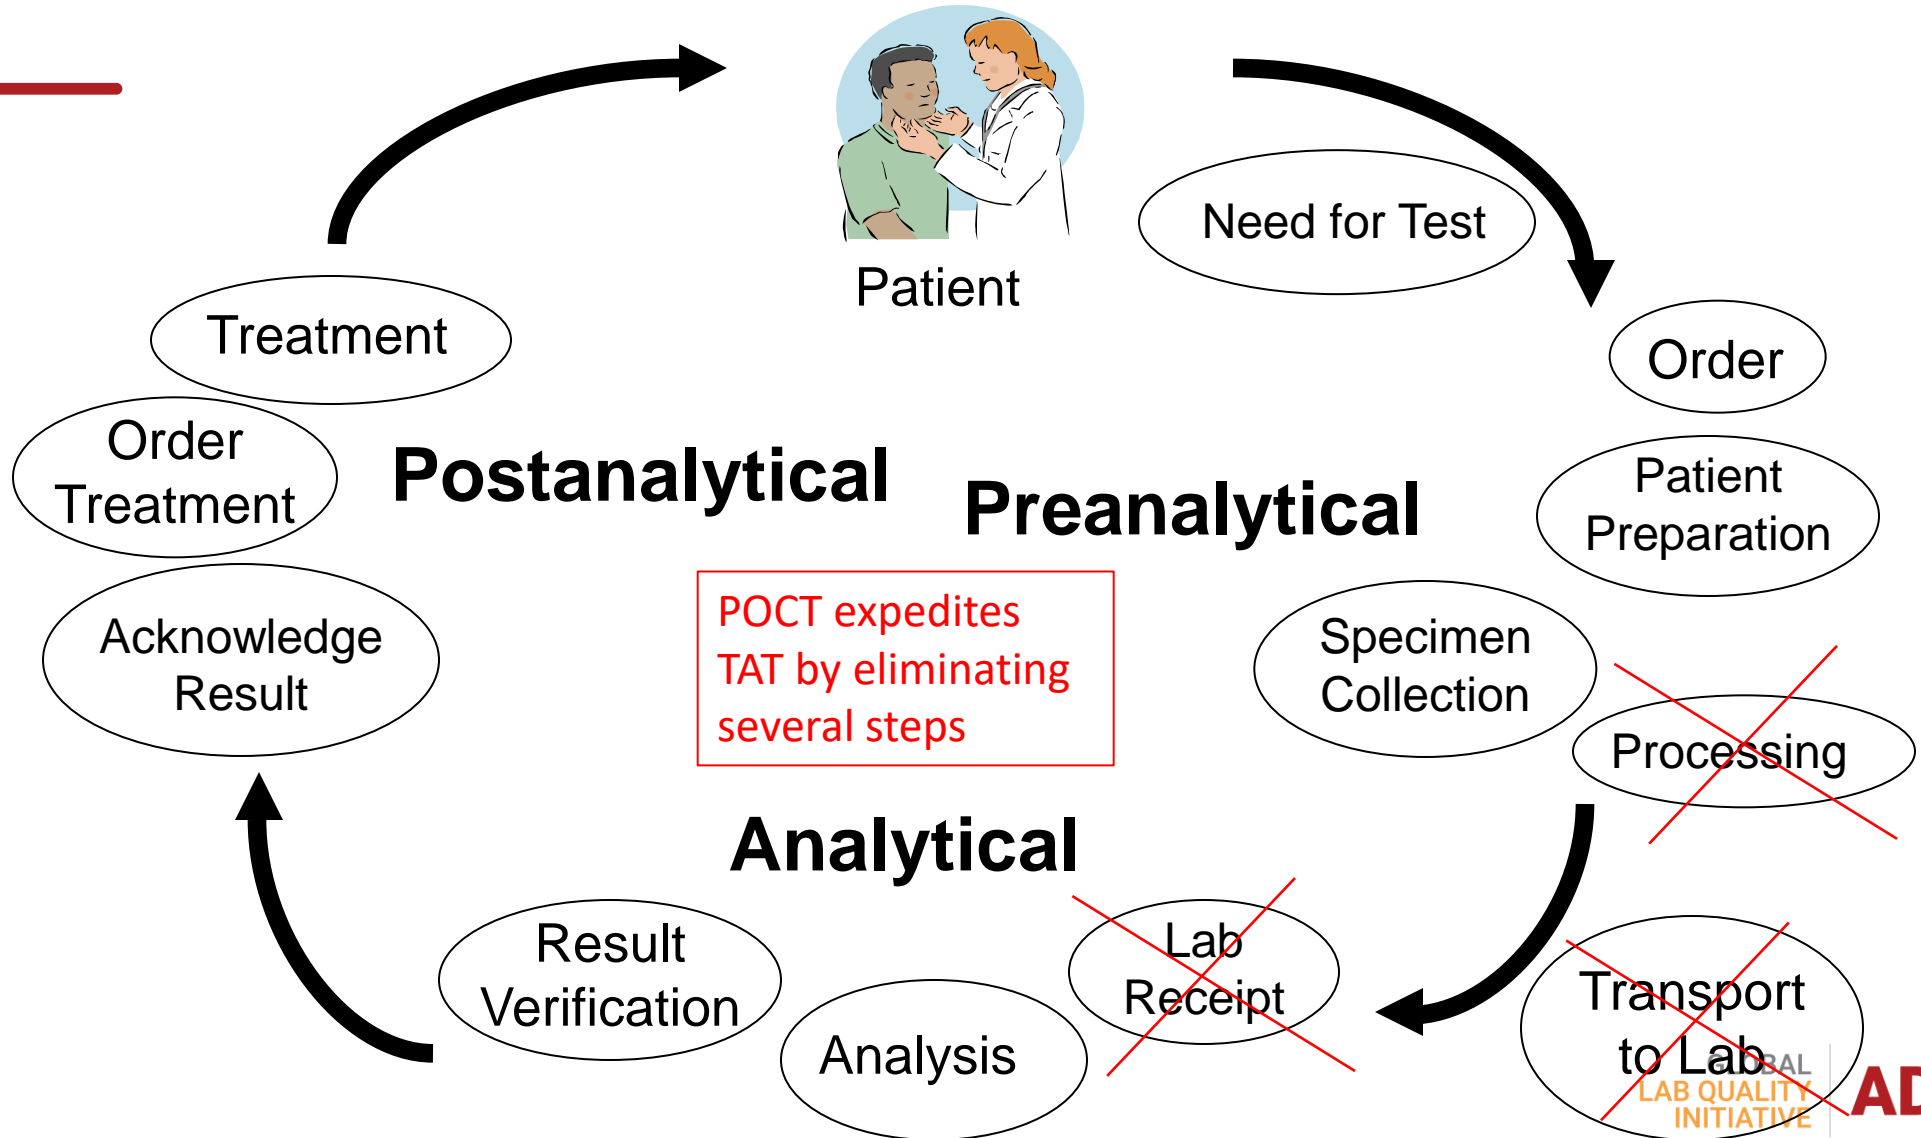 Patient
Need for Test
Order
Patient
Preparation
Specimen
Collection
Processing
Transport
to Lab
Lab
Receipt
Analysis
Result
Verification
Acknowledge
Result
Order
Treatment
Treatment
Postanalytical
Preanalytical
POCT expedites
TAT by eliminating
several steps
Analytical
GLOBAL
LAB QUALITY
INITIATIVE